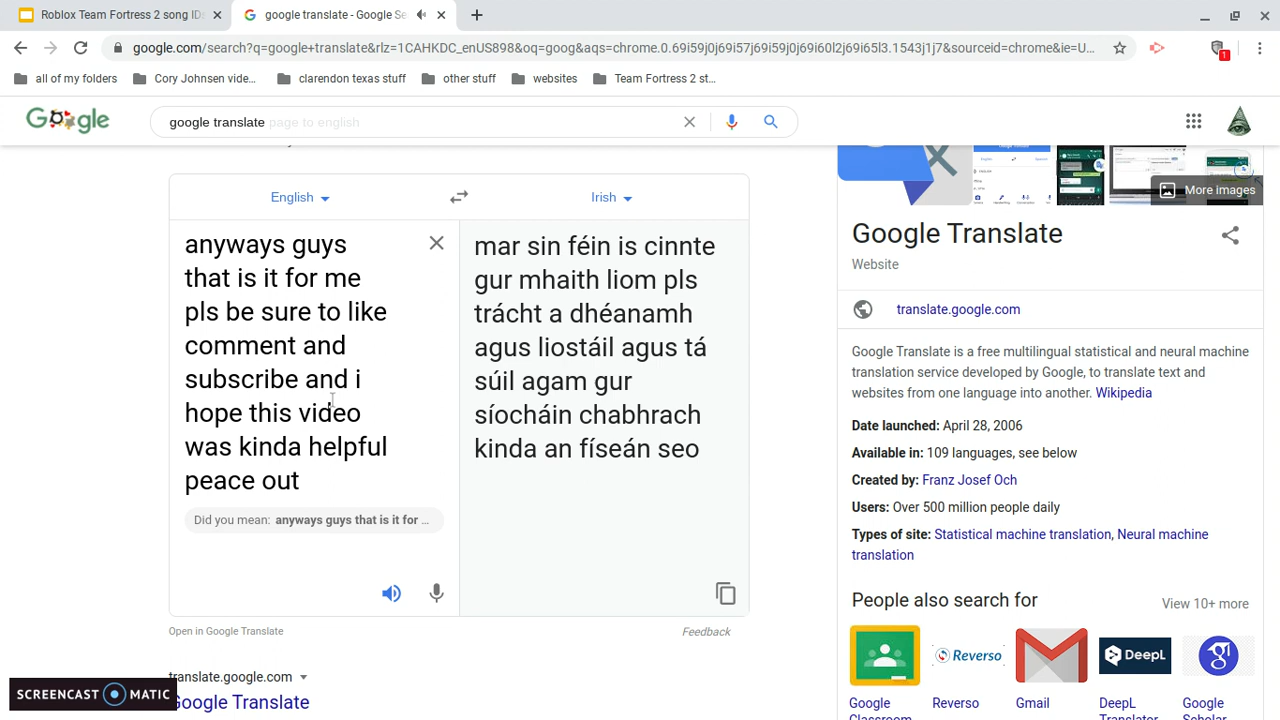 Roblox Team Fortress 2 song IDs
google translate - Google Se
google.com/search?q=google+translate&rlz=1CAHKDC_enUS898&oq=goog&aqs=chrome.0.69i59j0j69i57j69i59j0j69i60l2j69i65l3.1543j1j7&sourceid=chrome&ie=U...
1
all of my folders
Cory Johnsen vide...
clarendon texas stuff
other stuff
websites
Team Fortress 2 st...
Google
google translate page to english
English
Irish
anyways guys
that is it for me
pls be sure to like
comment and
subscribe and i
hope this video
was kinda helpful
peace out
Did you mean: anyways guys that is it for ...
mar sin féin is cinnte
gur mhaith liom pls
trácht a dhéanamh
agus liostáil agus tá
súil agam gur
síocháin chabhrach
kinda an físeán seo
Open in Google Translate
Feedback
translate.google.com
Google Translate
SCREENCAST MATIC
More images
Google Translate
Website
translate.google.com
Google Translate is a free multilingual statistical and neural machine
translation service developed by Google, to translate text and
websites from one language into another. Wikipedia
Date launched: April 28, 2006
Available in: 109 languages, see below
Created by: Franz Josef Och
Users: Over 500 million people daily
Types of site: Statistical machine translation, Neural machine
translation
People also search for
View 10+ more
Reverso
DeepL
Google
Classroom
Reverso
Gmail
DeepL
Translator
Google
Scholar